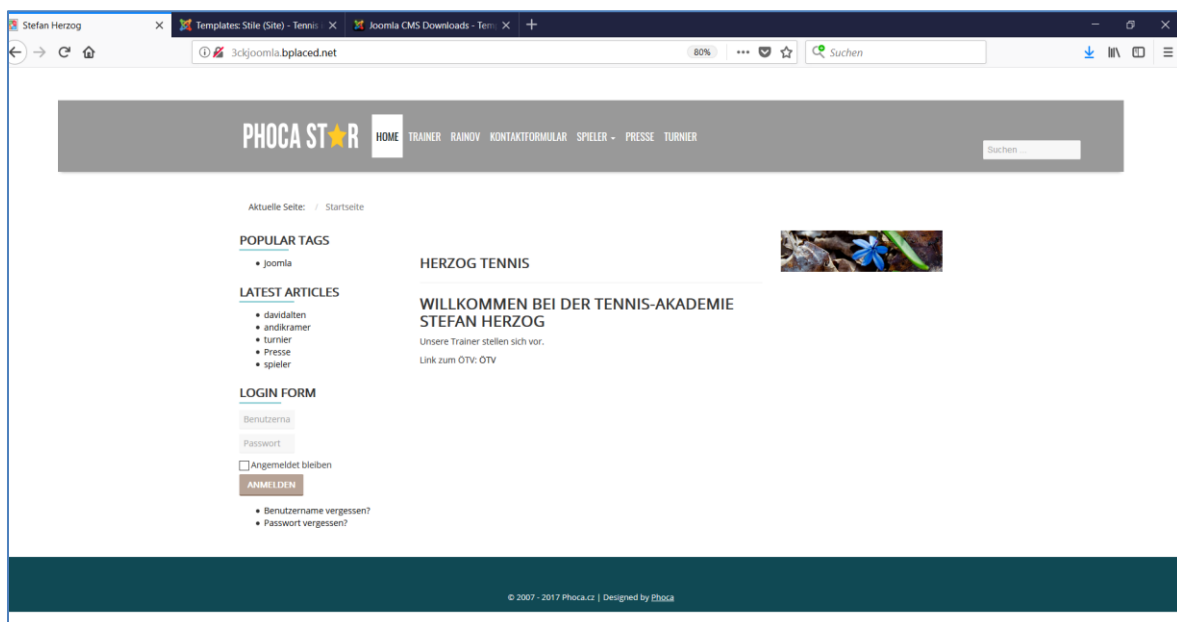 Stefan Herzog
Templates: Stile (Site) - Tennis
Joomla CMS Downloads - Tem
3ckjoomla.bplaced.net
80%
Suchen
PHOCA ST★R
HOME TRAINER RAINOV KONTAKTFORMULAR SPIELER PRESSE TURNIER
Suchen ...
Aktuelle Seite: / Startseite
POPULAR TAGS
• Joomla
LATEST ARTICLES
• davidalten
• andikramer
• turnier
• Presse
• spieler
LOGIN FORM
Benutzerna
Passwort
Angemeldet bleiben
ANMELDEN
• Benutzername vergessen?
• Passwort vergessen?
HERZOG TENNIS
WILLKOMMEN BEI DER TENNIS-AKADEMIE
STEFAN HERZOG
Unsere Trainer stellen sich vor.
Link zum ÖTV: ÖTV
© 2007 - 2017 Phoca.cz | Designed by Phoca